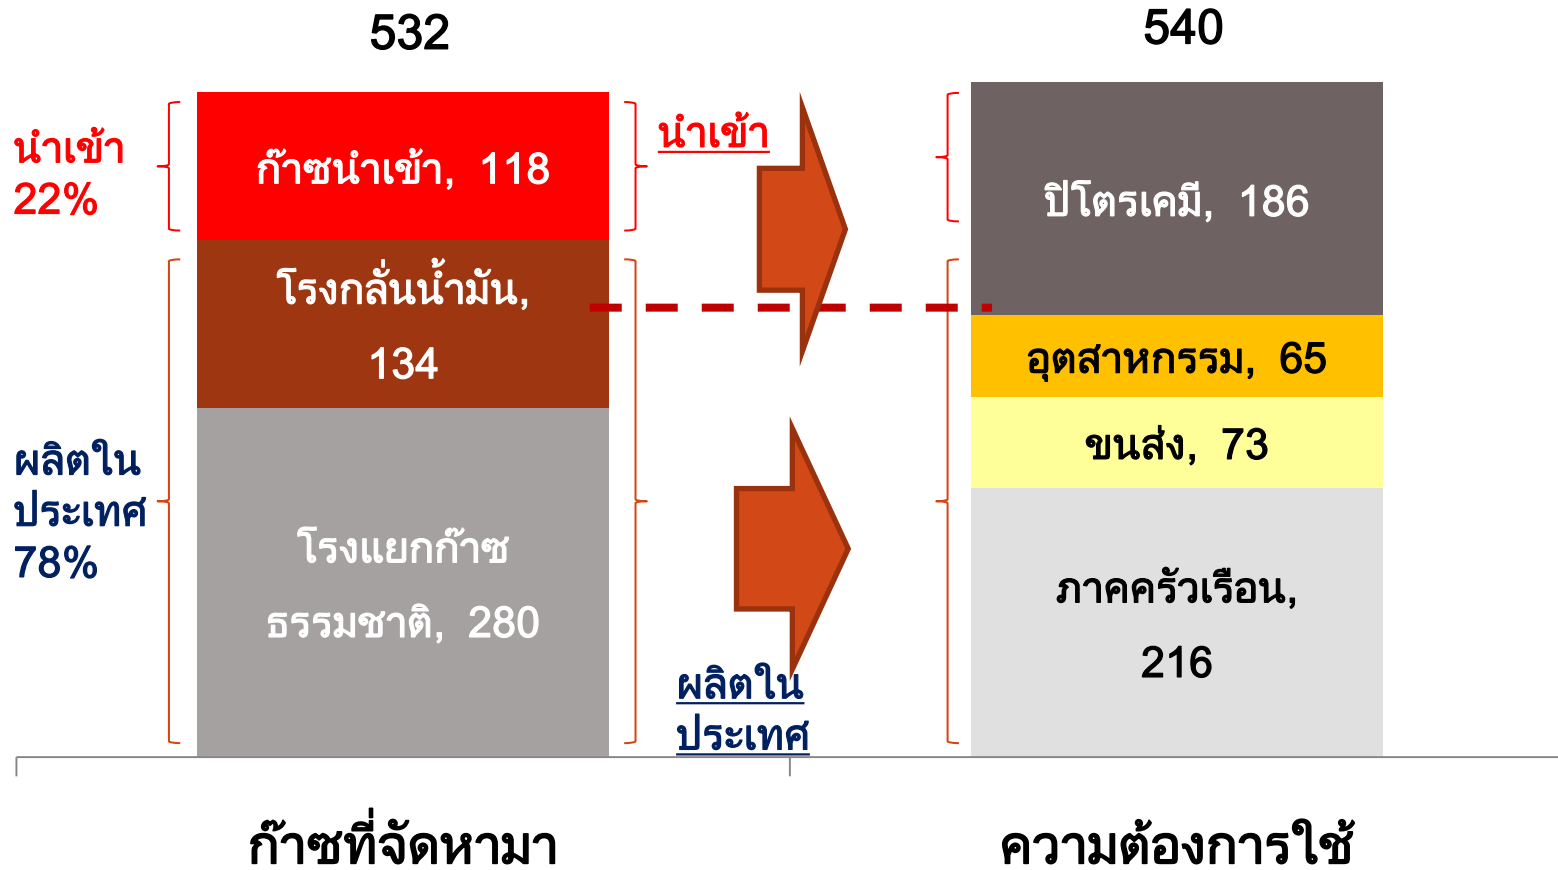 532
540
นำเข้า
22%
ก๊าซนำเข้า, 118
นำเข้า
ปิโตรเคมี, 186
โรงกลั่นน้ำมัน,
134
อุตสาหกรรม, 65
ขนส่ง, 73
ผลิตใน
ประเทศ
78%
โรงแยกก๊าซ
ธรรมชาติ, 280
ภาคครัวเรือน,
216
ผลิตใน
ประเทศ
ก๊าซที่จัดหามา
ความต้องการใช้